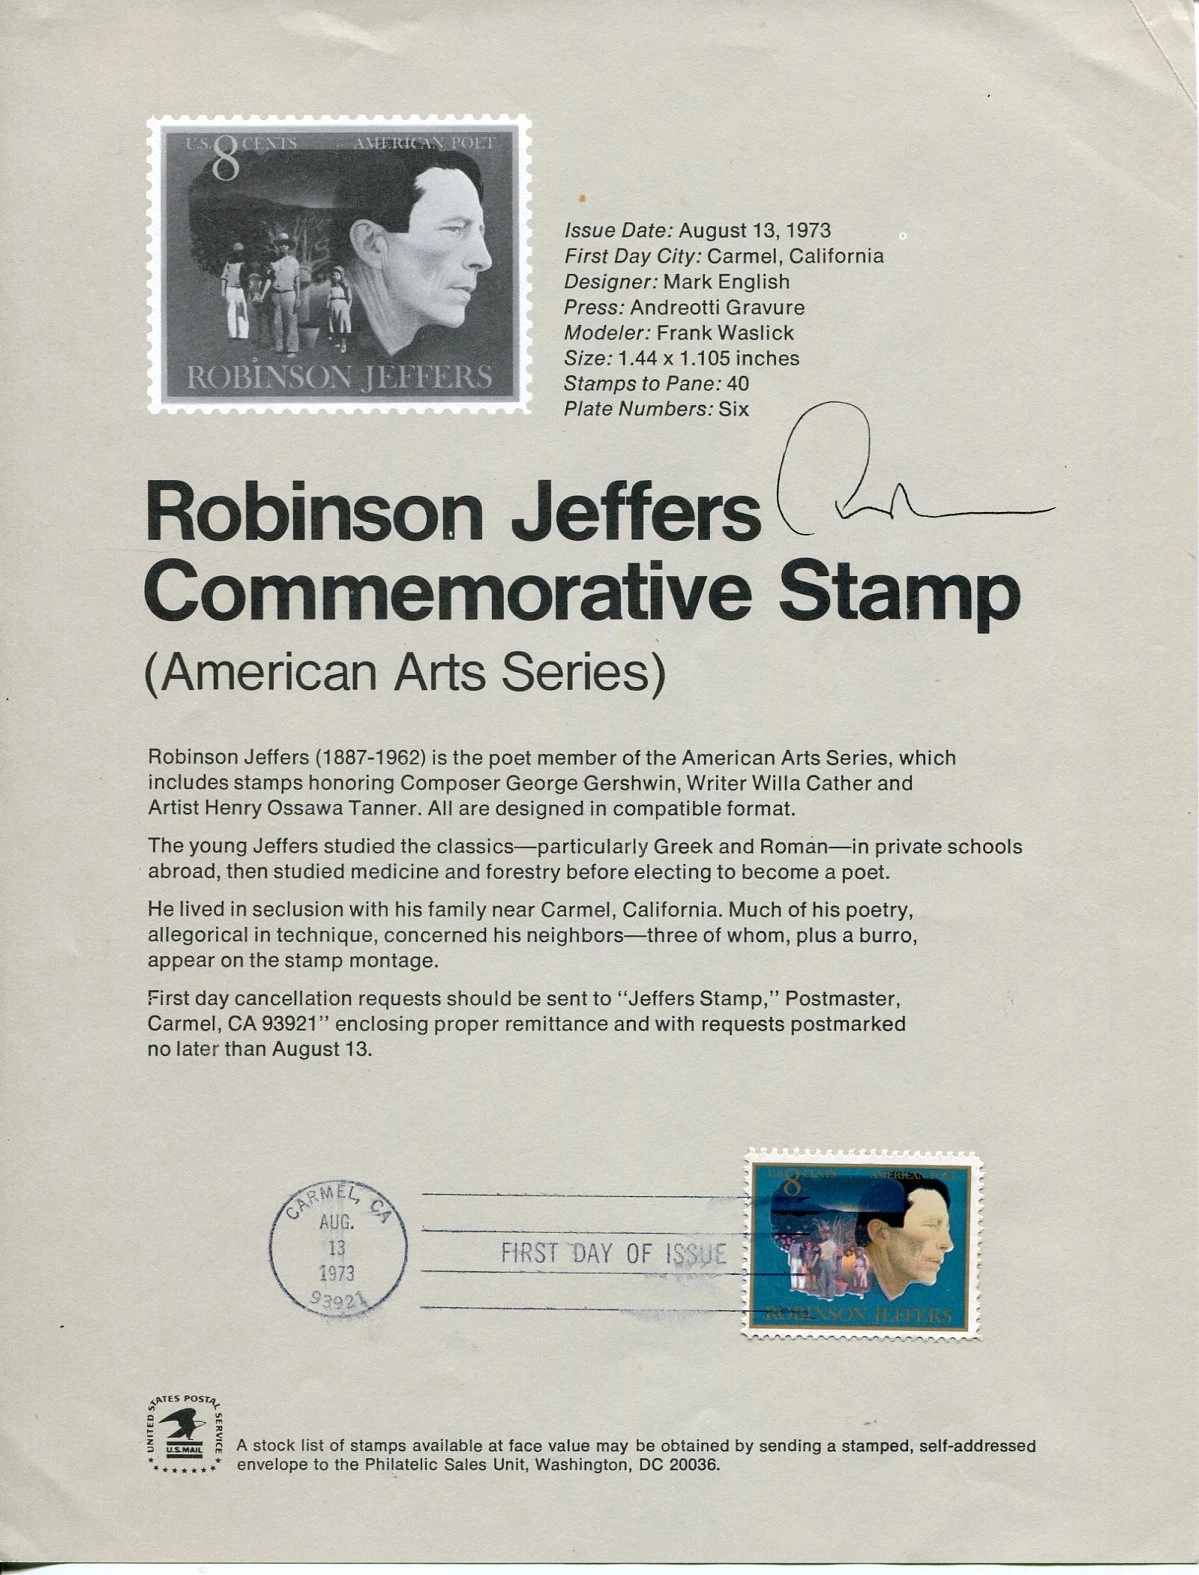 U.S. 8 CENTS AMERICAN POET
ROBINSON JEFFERS
Issue Date: August 13, 1973
First Day City: Carmel, California
Designer: Mark English
Press: Andreotti Gravure
Modeler: Frank Waslick
Size: 1.44 x 1.105 inches
Stamps to Pane: 40
Plate Numbers: Six
Robinson Jeffers
Commemorative Stamp
(American Arts Series)
Robinson Jeffers (1887-1962) is the poet member of the American Arts Series, which
includes stamps honoring Composer George Gershwin, Writer Willa Cather and
Artist Henry Ossawa Tanner. All are designed in compatible format.
The young Jeffers studied the classics—particularly Greek and Roman—in private schools
abroad, then studied medicine and forestry before electing to become a poet.
He lived in seclusion with his family near Carmel, California. Much of his poetry,
allegorical in technique, concerned his neighbors—three of whom, plus a burro,
appear on the stamp montage.
First day cancellation requests should be sent to “Jeffers Stamp,” Postmaster,
Carmel, CA 93921” enclosing proper remittance and with requests postmarked
no later than August 13.
CARMEL, CA
AUG.
13
1973
93921
FIRST DAY OF ISSUE
U.S. 8 CENTS AMERICAN POET
ROBINSON JEFFERS
UNITED STATES POSTAL SERVICE
U.S. MAIL
A stock list of stamps available at face value may be obtained by sending a stamped, self-addressed
envelope to the Philatelic Sales Unit, Washington, DC 20036.